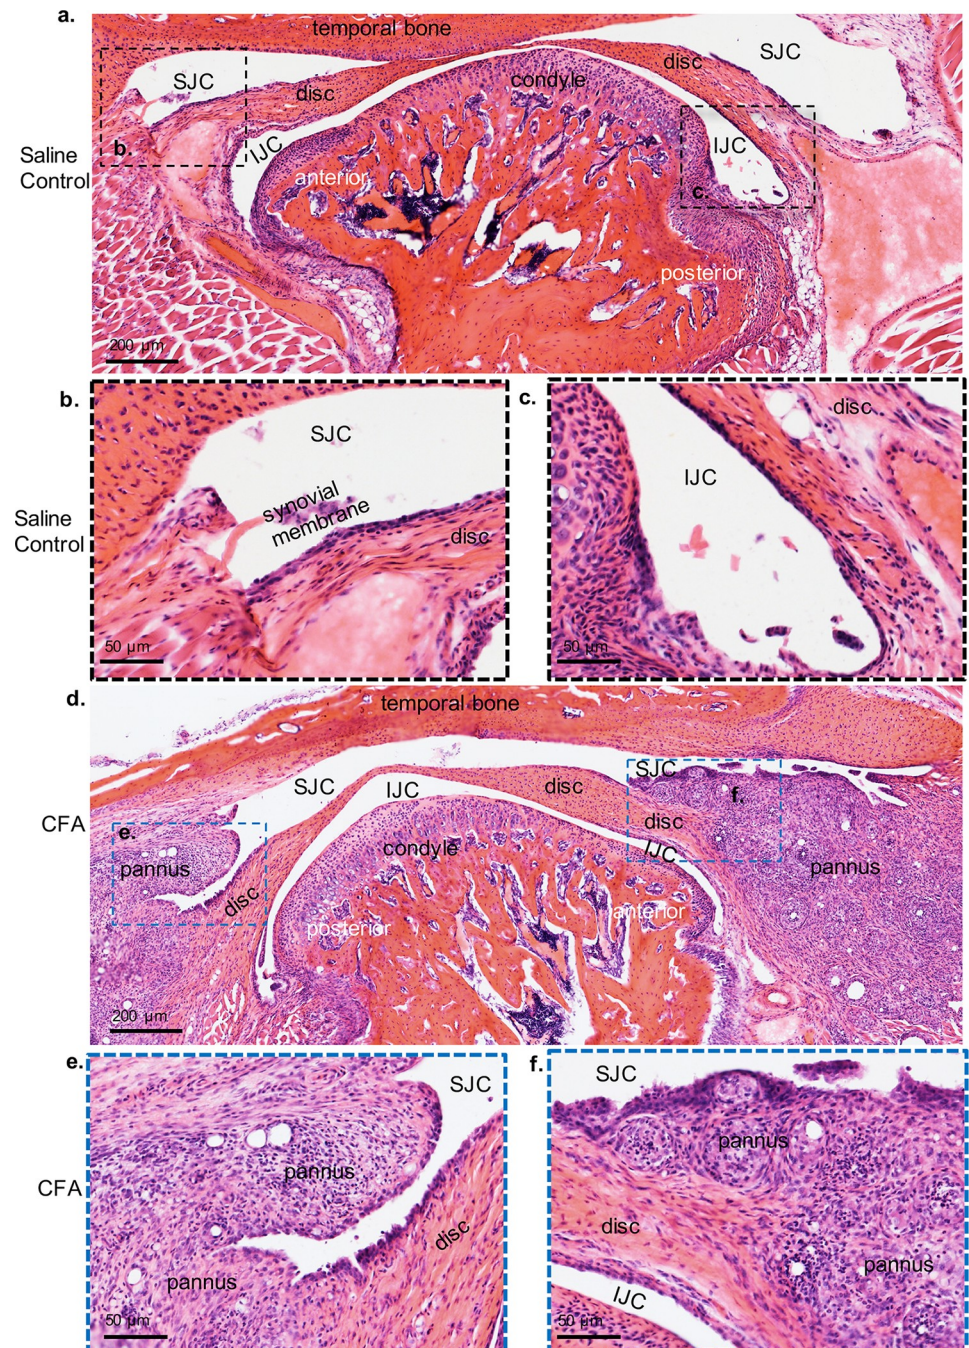 a.
temporal bone
SJC
SJC
disc
disc
condyle
b.
IJC
IJC
Saline
Control
anterior
c.
posterior
200 µm
b.
c.
disc
SJC
IJC
synovial
membrane
disc
Saline
Control
50 µm
50 µm
d.
temporal bone
SJC
SJC
IJC
disc
f.
CFA
e.
disc
IJC
condyle
pannus
pannus
disc
anterior
posterior
200 µm
e.
f.
SJC
SJC
pannus
pannus
CFA
disc
disc
pannus
pannus
IJC
50 µm
50 µm